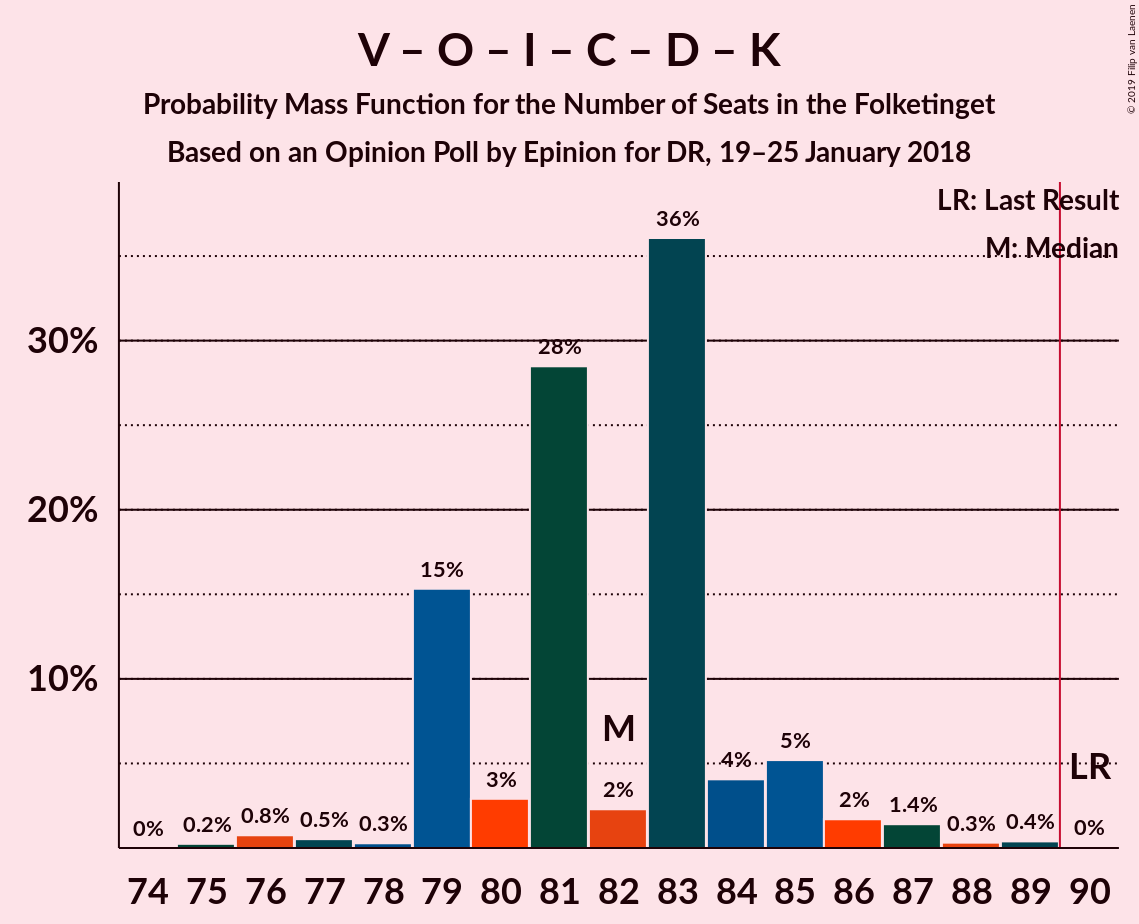 V – O – I – C – D – K
Probability Mass Function for the Number of Seats in the Folketinget
Based on an Opinion Poll by Epinion for DR, 19–25 January 2018
© 2019 Filip van Laenen
LR: Last Result
M: Median
36%
30%
28%
20%
15%
10%
M
5%
4%
LR
3%
2%
2%
1.4%
0%
0.2%
0.8%
0.5%
0.3%
0.3%
0.4%
0%
74 75 76 77 78 79 80 81 82 83 84 85 86 87 88 89 90